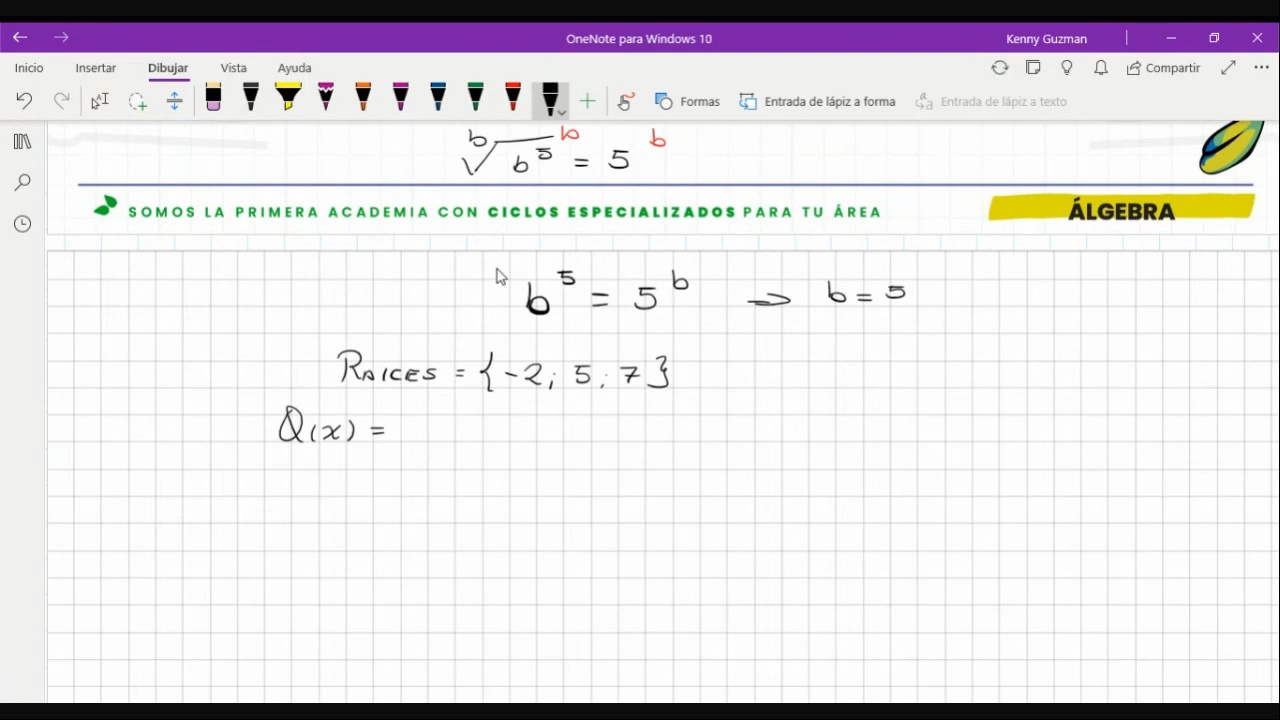 OneNote para Windows 10
Kenny Guzman
Inicio Insertar Dibujar Vista Ayuda
Compartir
Formas Entrada de lápiz a forma Entrada de lápiz a texto
ᵇ√b⁵ ᵇ = 5 ᵇ
SOMOS LA PRIMERA ACADEMIA CON CICLOS ESPECIALIZADOS PARA TU ÁREA
ÁLGEBRA
b⁵ = 5ᵇ → b = 5
RAICES = {-2; 5; 7}
Q(x) =